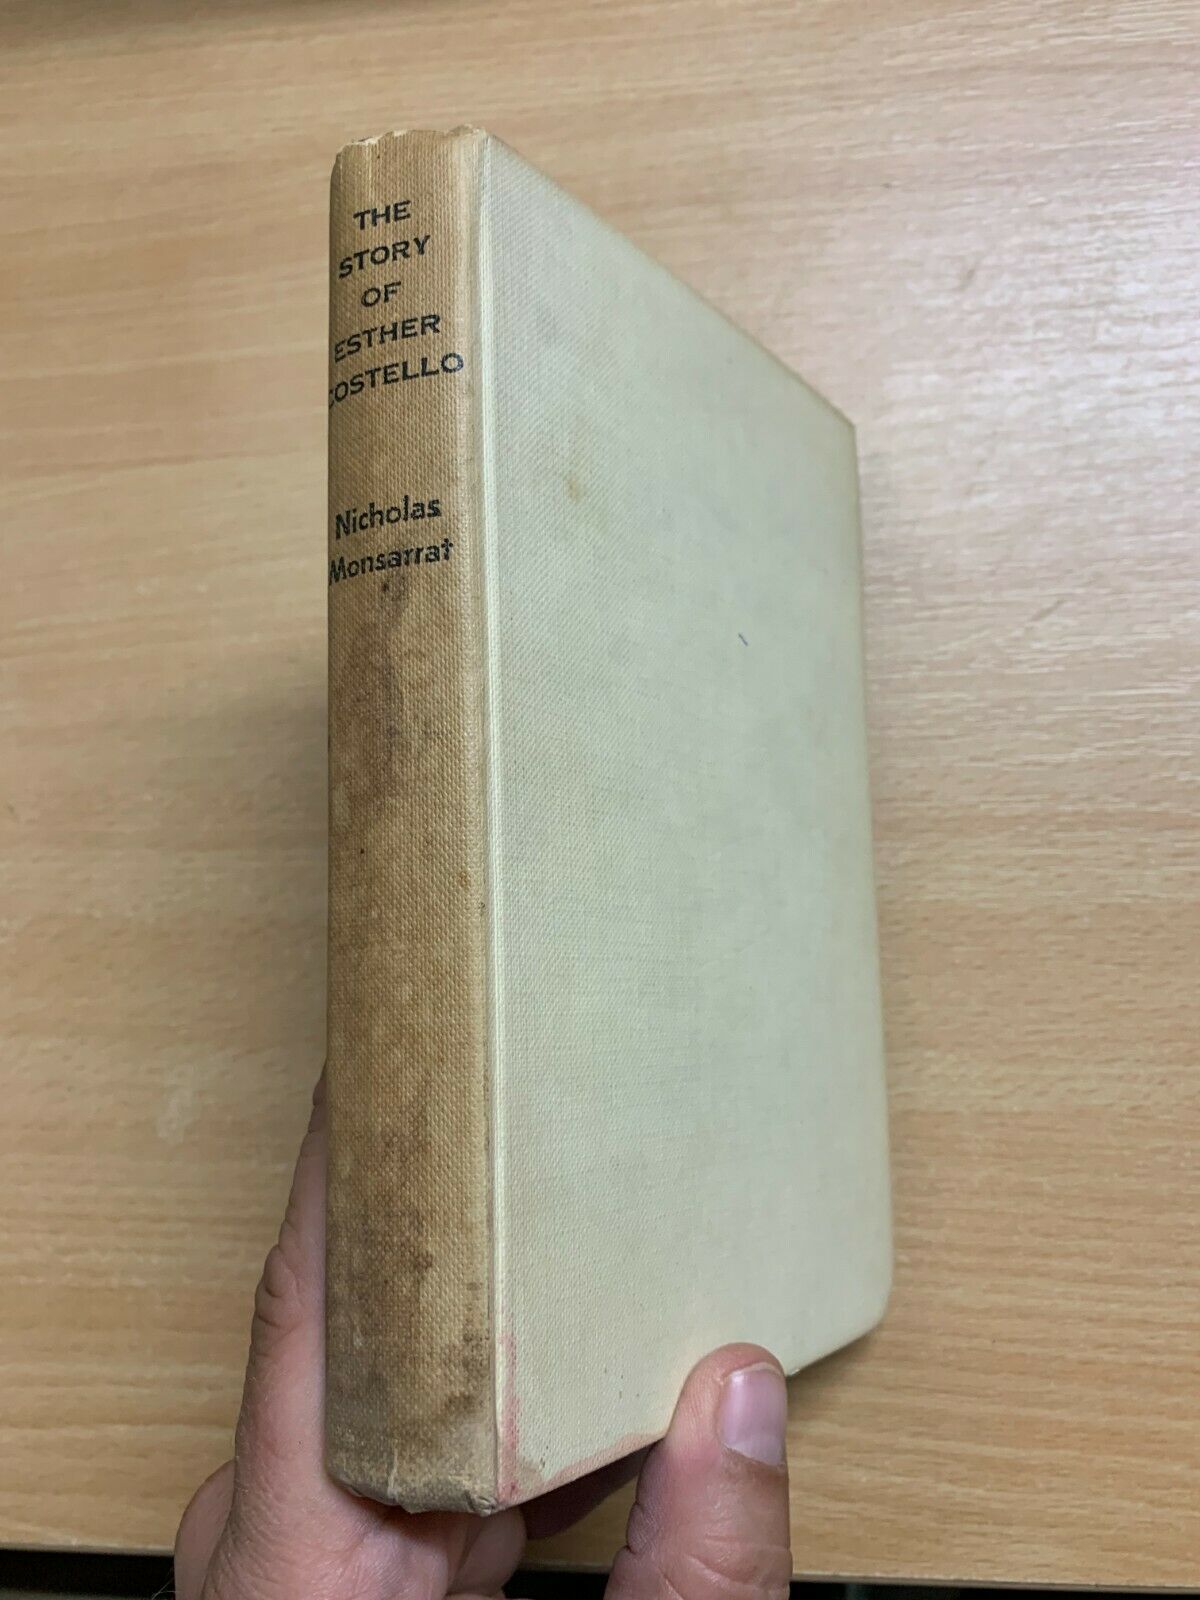 THE
STORY
OF
ESTHER
COSTELLO
Nicholas
Monsarrat